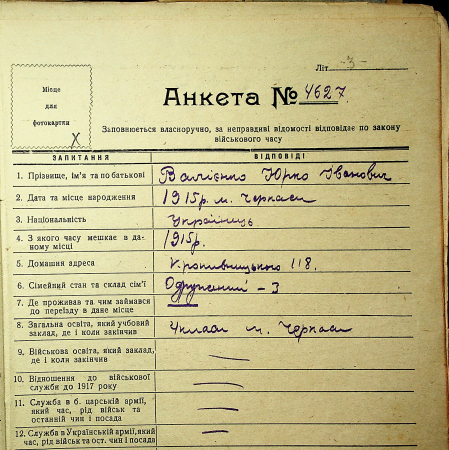 Літ -3-
Місце
для
фотокартки
X
Анкета № 4627.
Заповнюється власноручно, за неправдиві відомості відповідає по закону
військового часу
ЗАПИТАННЯ ВІДПОВІДІ
1. Прізвище, ім'я та по батькові Юрко Іванович
2. Дата та місце народження 1915р. м. Черкаси
3. Національність Українець
4. З якого часу мешкає в да- 1915р.
ному місці
5. Домашня адреса Кропивницького 118.
6. Сімейний стан та склад сім'ї Одружений - 3
7. Де проживав та чим займався
до переїзду в дане місце
8. Загальна освіта, який учбовий 4 класи м. Черкаси
заклад, де і коли закінчив
9. Військова освіта, який заклад,
де і коли закінчив
10. Відношення до військової
служби до 1917 року
11. Служба в б. царській армії,
який час, рід військ та
останній чин і посада
12. Служба в Українській армії, який
час, рід військ та ост. чин і посада